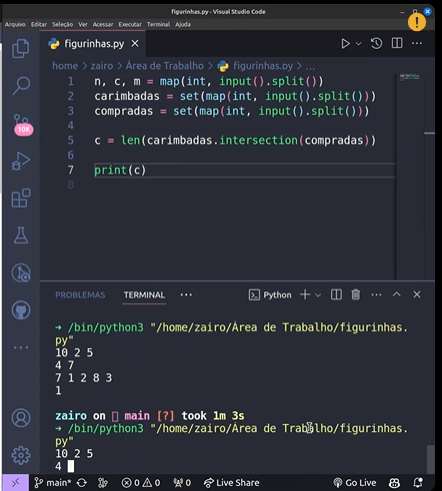 figurinhas.py - Visual Studio Code
Arquivo Editar Seleção Ver Acessar Executar Terminal Ajuda
figurinhas.py
home > zairo > Área de Trabalho > figurinhas.py > ...
1 n, c, m = map(int, input().split())
2 carimbadas = set(map(int, input().split()))
3 compradas = set(map(int, input().split()))
4
5 c = len(carimbadas.intersection(compradas))
6
7 print(c)
8
10K
PROBLEMAS TERMINAL ... Python
→ /bin/python3 "/home/zairo/Área de Trabalho/figurinhas.
py"
10 2 5
4 7
7 1 2 8 3
1
zairo on main [?] took 1m 3s
→ /bin/python3 "/home/zairo/Área de Trabalho/figurinhas.
py"
10 2 5
4
main* 0 0 0 Live Share Go Live